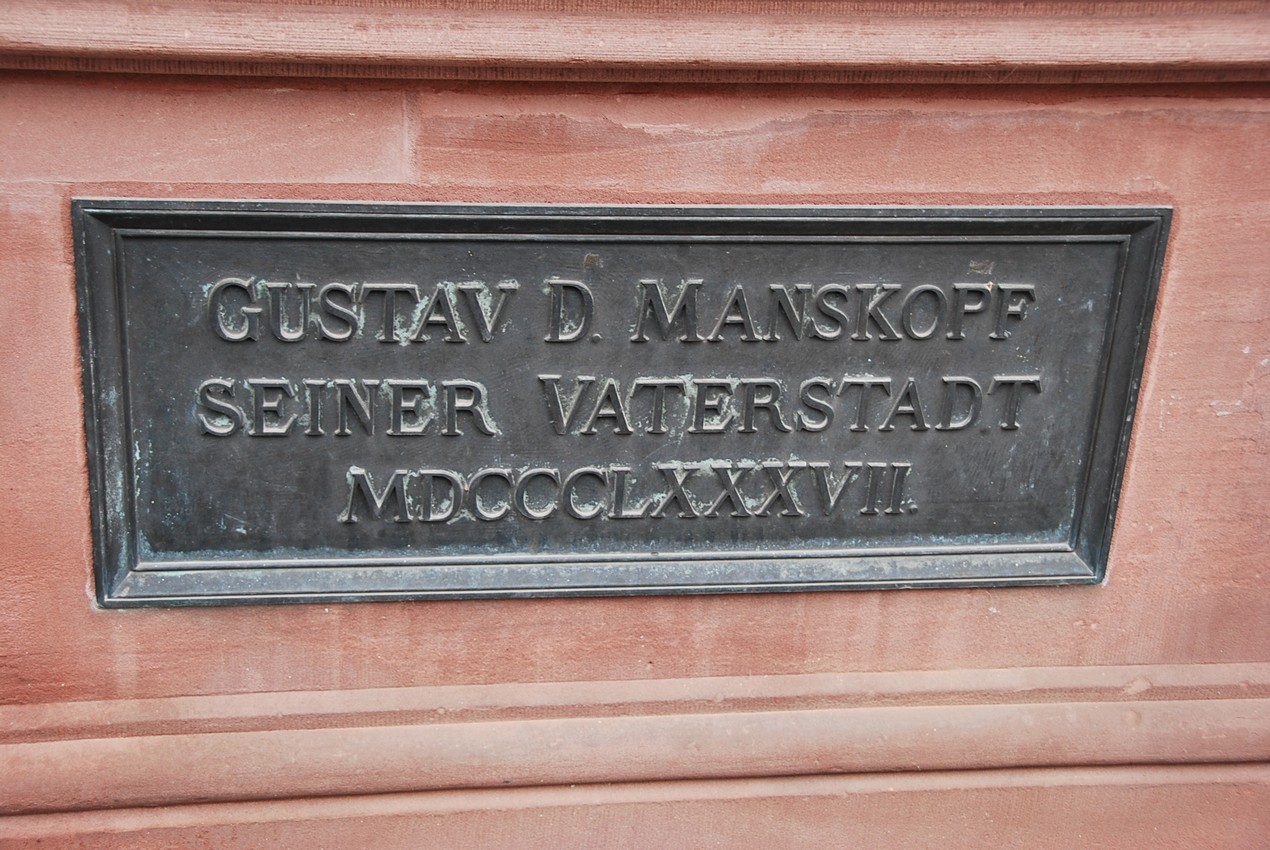 GUSTAV D. MANSKOPF
SEINER VATERSTADT
MDCCCLXXXVII.